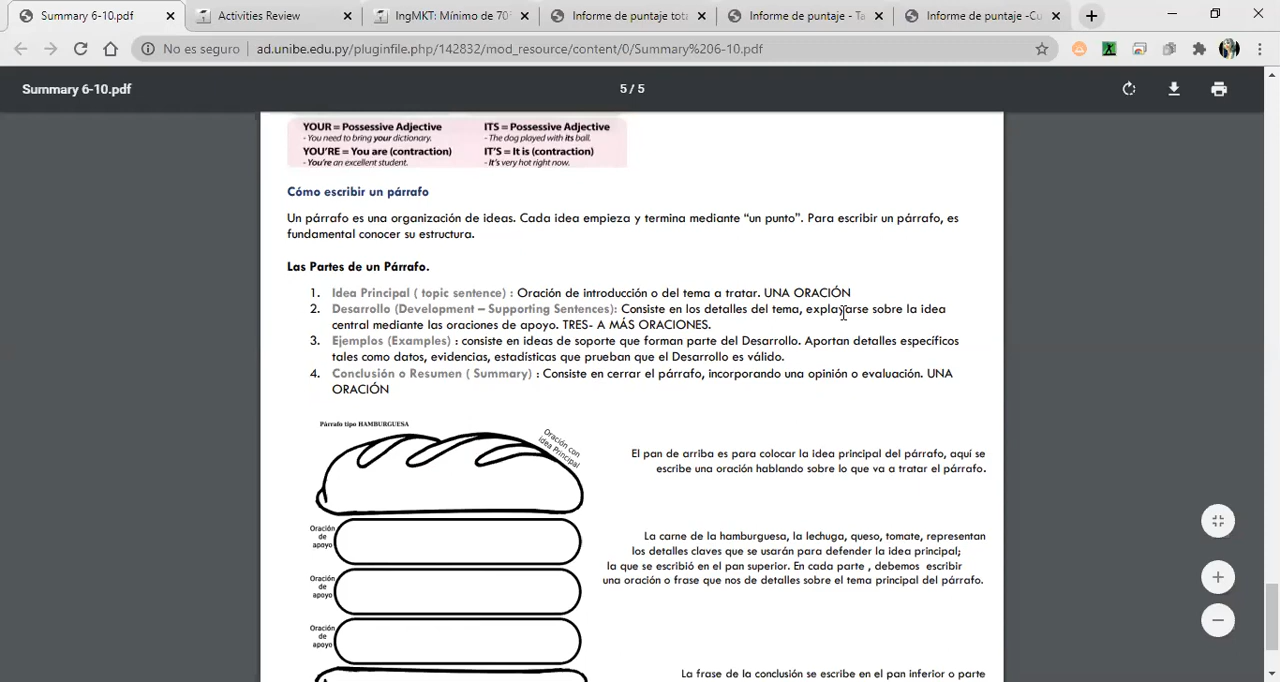 Summary 6-10.pdf
Activities Review
IngMKT: Mínimo de 70
Informe de puntaje tota
Informe de puntaje - Ta
Informe de puntaje -Cu
No es seguro
ad.unibe.edu.py/pluginfile.php/142832/mod_resource/content/0/Summary%206-10.pdf
Summary 6-10.pdf
5 / 5
YOUR = Possessive Adjective
- You need to bring your dictionary.
YOU'RE = You are (contraction)
- You're an excellent student.
ITS = Possessive Adjective
- The dog played with its ball.
IT'S = It is (contraction)
- It's very hot right now.
Cómo escribir un párrafo
Un párrafo es una organización de ideas. Cada idea empieza y termina mediante “un punto”. Para escribir un párrafo, es
fundamental conocer su estructura.
Las Partes de un Párrafo.
1. Idea Principal ( topic sentence) : Oración de introducción o del tema a tratar. UNA ORACIÓN
2. Desarrollo (Development – Supporting Sentences): Consiste en los detalles del tema, explayarse sobre la idea
central mediante las oraciones de apoyo. TRES- A MÁS ORACIONES.
3. Ejemplos (Examples) : consiste en ideas de soporte que forman parte del Desarrollo. Aportan detalles específicos
tales como datos, evidencias, estadísticas que prueban que el Desarrollo es válido.
4. Conclusión o Resumen ( Summary) : Consiste en cerrar el párrafo, incorporando una opinión o evaluación. UNA
ORACIÓN
Párrafo tipo HAMBURGUESA
Oración con
idea Principal
El pan de arriba es para colocar la idea principal del párrafo, aquí se
escribe una oración hablando sobre lo que va a tratar el párrafo.
Oración
de
apoyo
Oración
de
apoyo
Oración
de
apoyo
La carne de la hamburguesa, la lechuga, queso, tomate, representan
los detalles claves que se usarán para defender la idea principal;
la que se escribió en el pan superior. En cada parte , debemos escribir
una oración o frase que nos de detalles sobre el tema principal del párrafo.
La frase de la conclusión se escribe en el pan inferior o parte